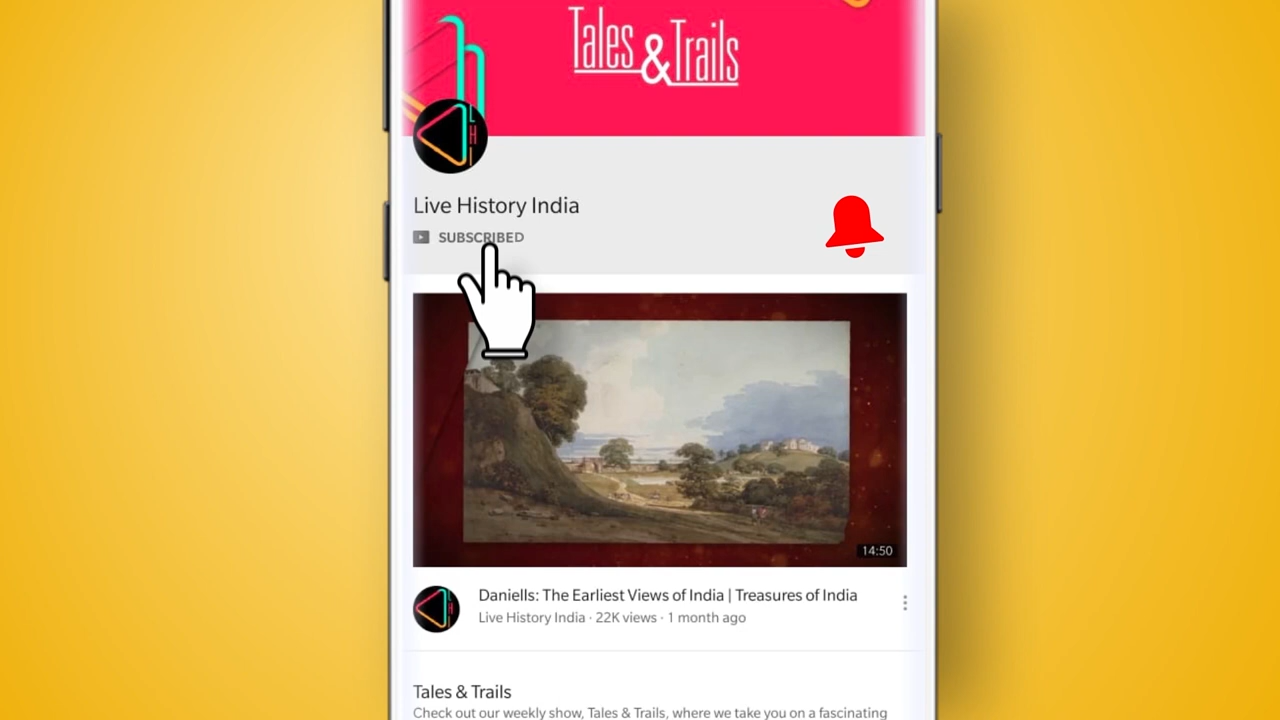 Tales & Trails
LHI
Live History India
SUBSCRIBED
14:50
Daniells: The Earliest Views of India | Treasures of India
Live History India · 22K views · 1 month ago
Tales & Trails
Check out our weekly show, Tales & Trails, where we take you on a fascinating